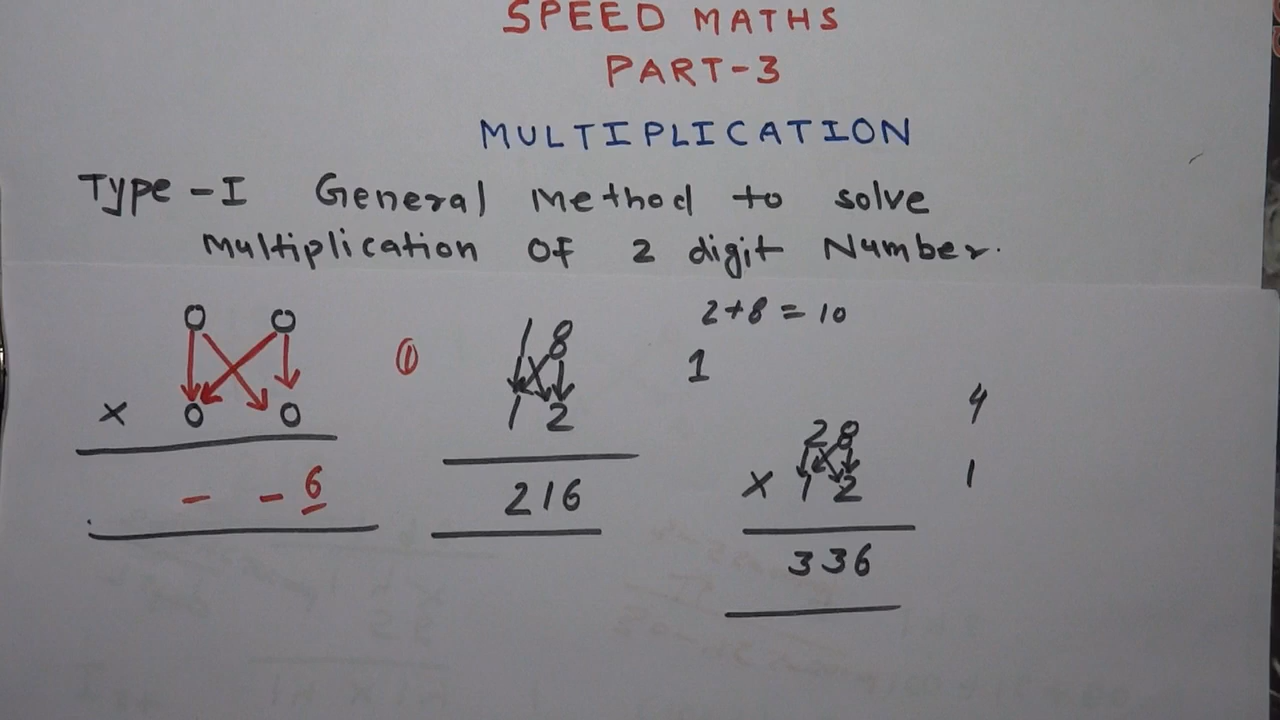 SPEED MATHS
PART-3
MULTIPLICATION
Type-I General Method to solve
Multiplication OF 2 digit Number.
O O
× O O
- - 6
①
18
12
216
2+8=10
1
28
× 12
336
4
1